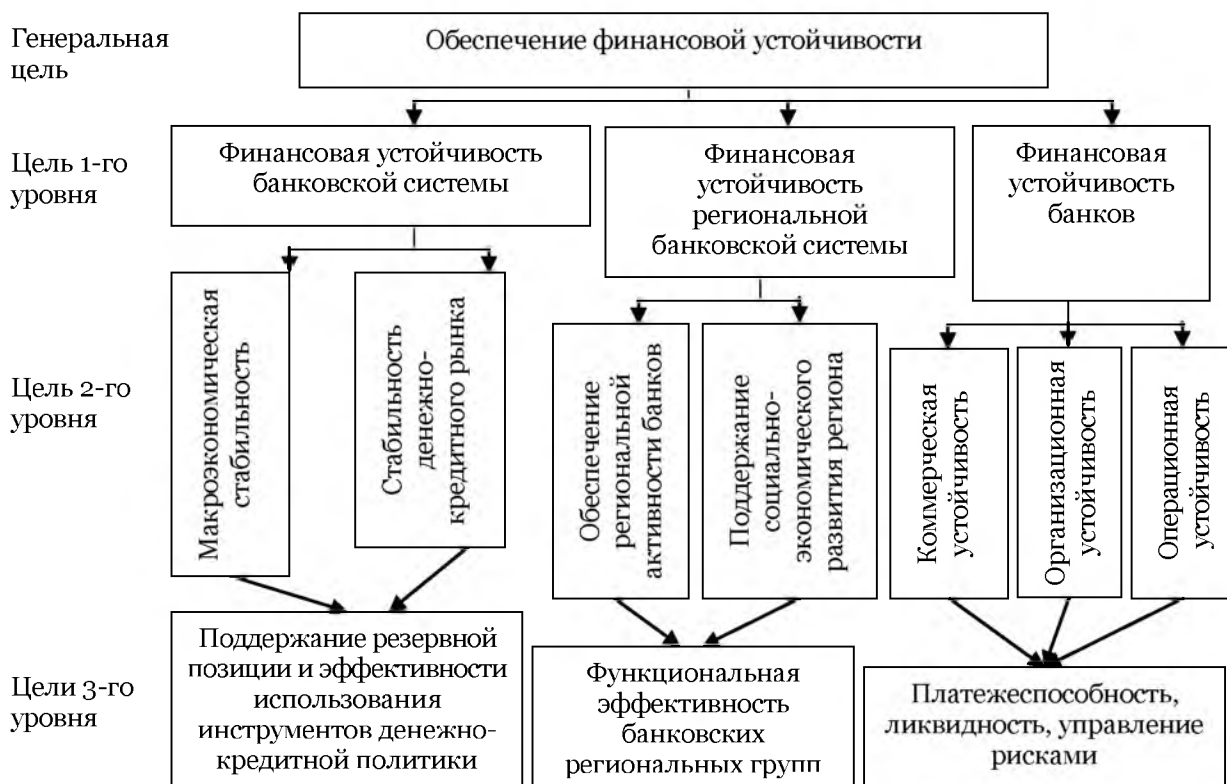 Генеральная
цель
Обеспечение финансовой устойчивости
Цель 1-го
уровня
Финансовая устойчивость
банковской системы
Финансовая
устойчивость
региональной
банковской системы
Финансовая
устойчивость
банков
Цель 2-го
уровня
Макроэкономическая
стабильность
Стабильность
денежно-
кредитного рынка
Обеспечение
региональной
активности банков
Поддержание
социально-
экономического
развития региона
Коммерческая
устойчивость
Организационная
устойчивость
Операционная
устойчивость
Цели 3-го
уровня
Поддержание резервной
позиции и эффективности
использования
инструментов денежно-
кредитной политики
Функциональная
эффективность
банковских
региональных групп
Платежеспособность,
ликвидность, управление
рисками